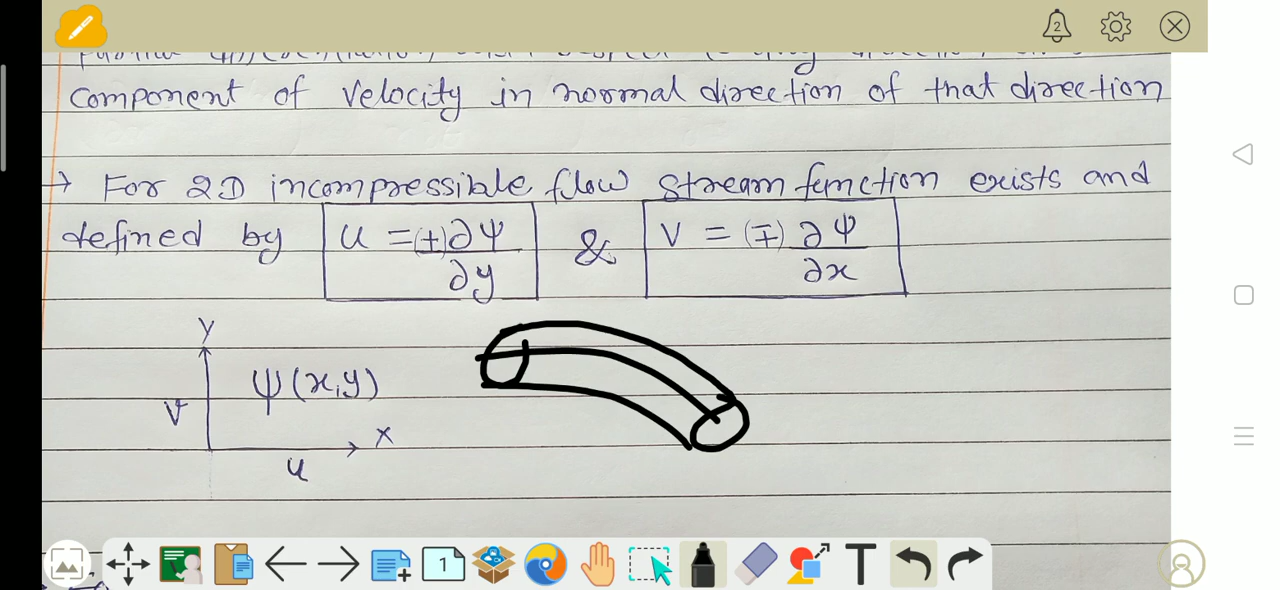 component of velocity in normal direction of that direction
→ For 2D incompressible flow stream function exists and
defined by u = (±) ∂ψ/∂y & v = (∓) ∂ψ/∂x
y
ψ(x,y)
v
x
u
2
1
T